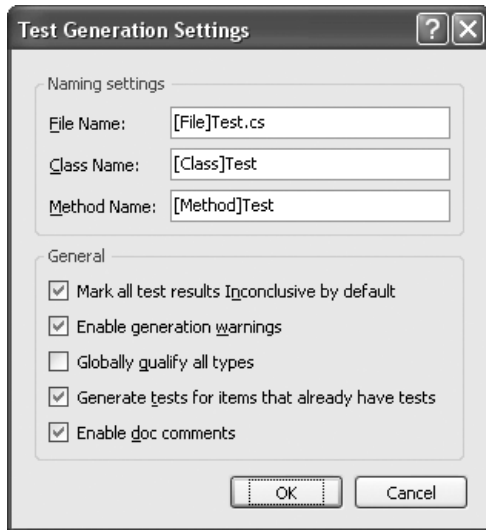 Test Generation Settings
?
Naming settings
File Name: [File]Test.cs
Class Name: [Class]Test
Method Name: [Method]Test
General
Mark all test results Inconclusive by default
Enable generation warnings
Globally qualify all types
Generate tests for items that already have tests
Enable doc comments
OK Cancel